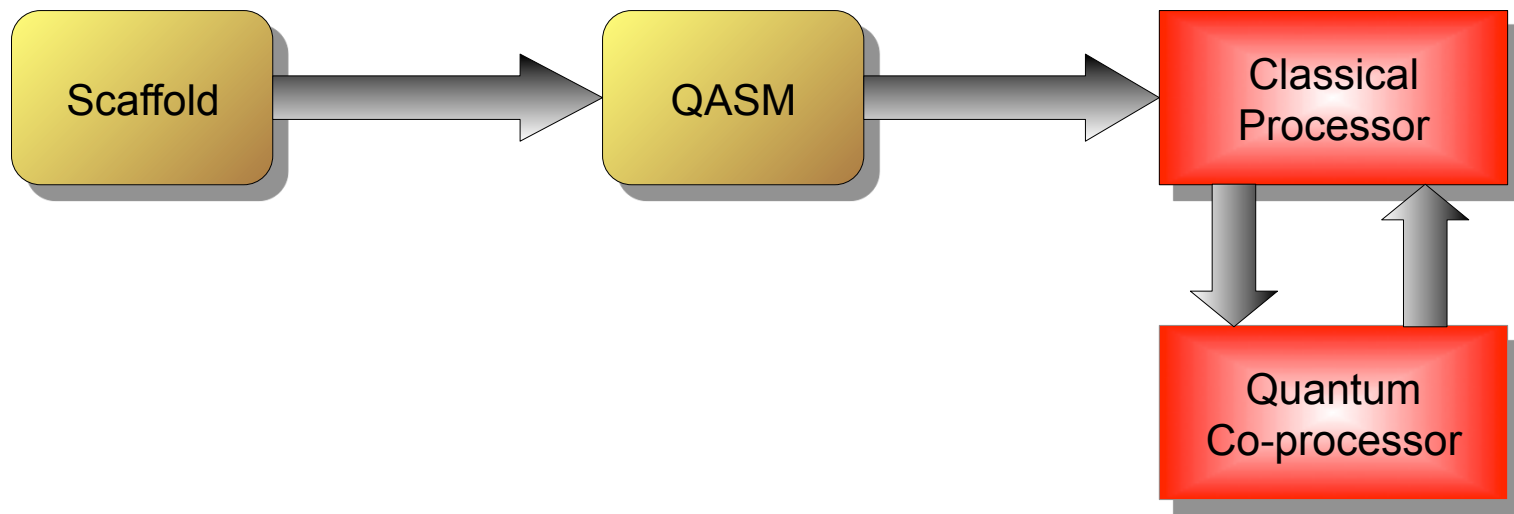 Scaffold
QASM
Classical
Processor
Quantum
Co-processor